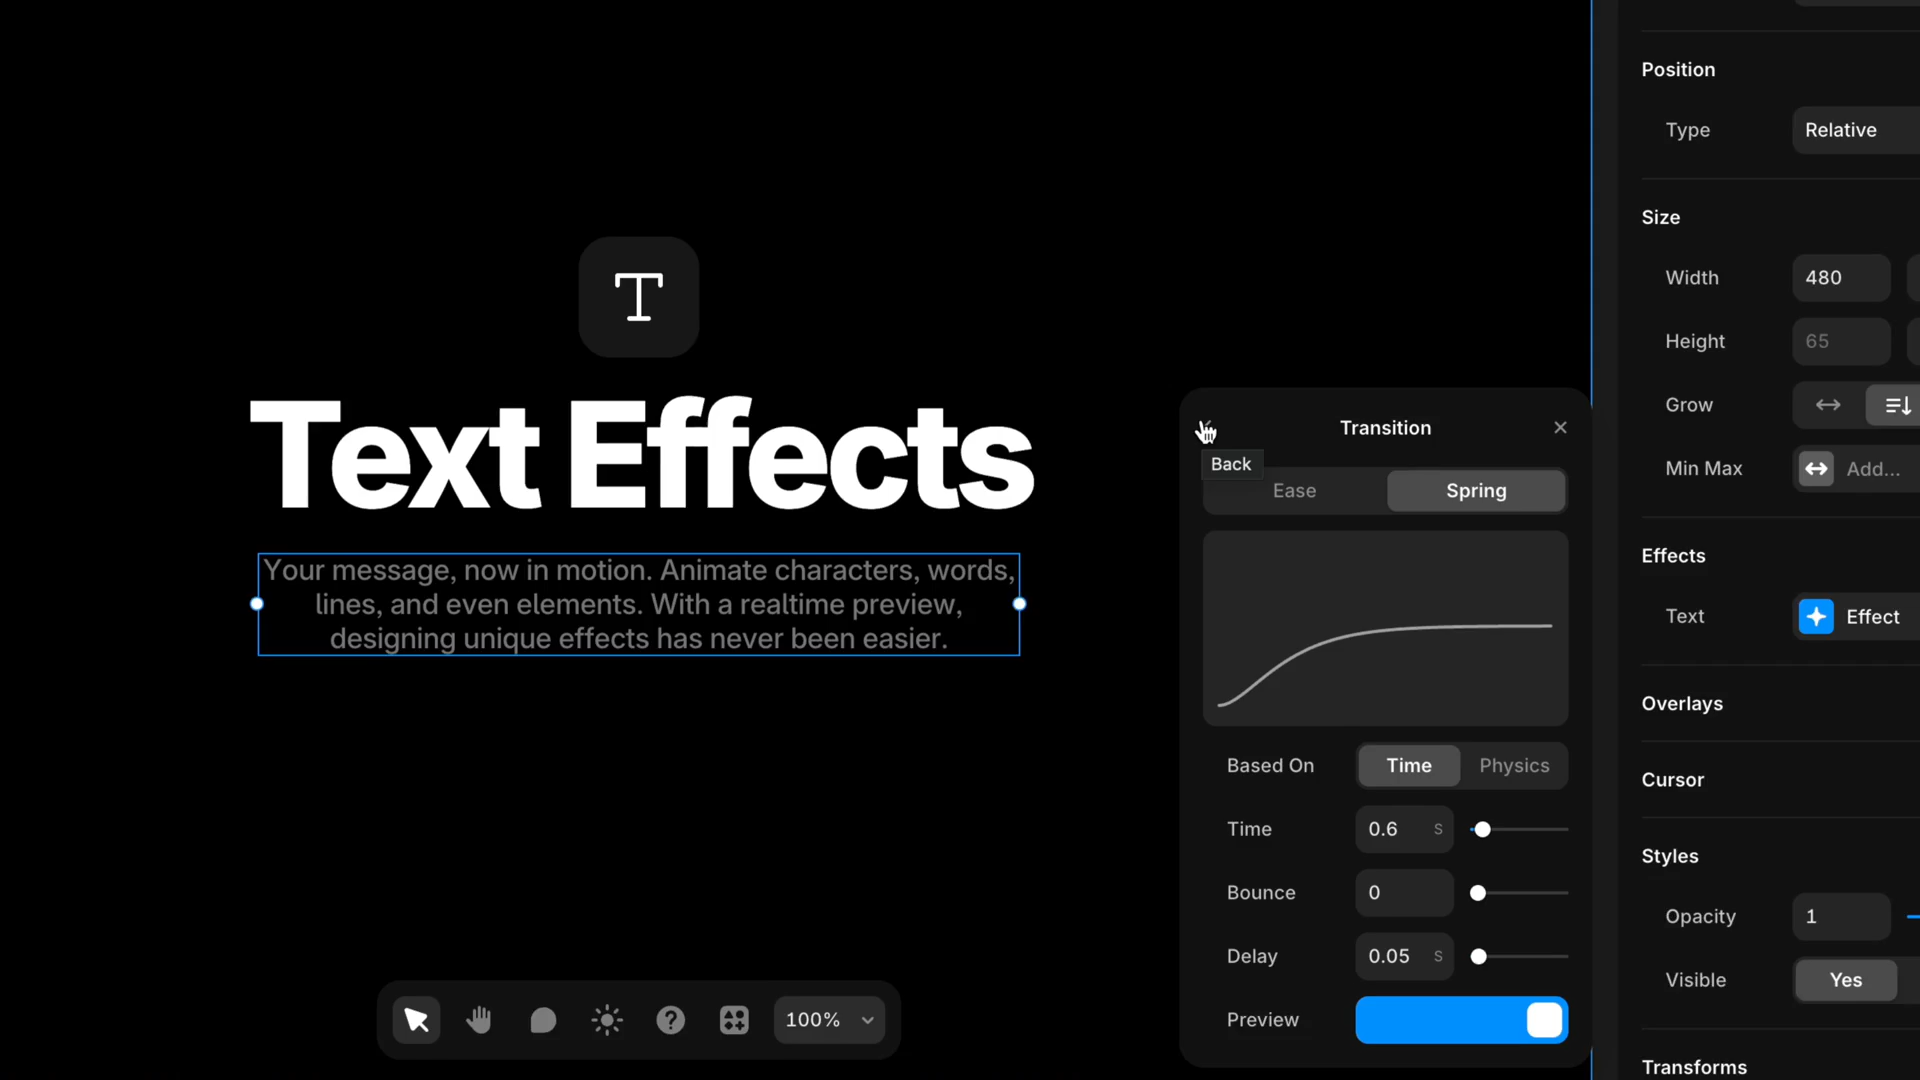 Text Effects
Your message, now in motion. Animate characters, words,
lines, and even elements. With a realtime preview,
designing unique effects has never been easier.
100%
Transition
Back
Ease
Spring
Based On
Time
Physics
Time
0.6
S
Bounce
0
Delay
0.05
S
Preview
Position
Type
Relative
Size
Width
480
Height
65
Grow
Min Max
Add...
Effects
Text
Effect
Overlays
Cursor
Styles
Opacity
1
Visible
Yes
Transforms